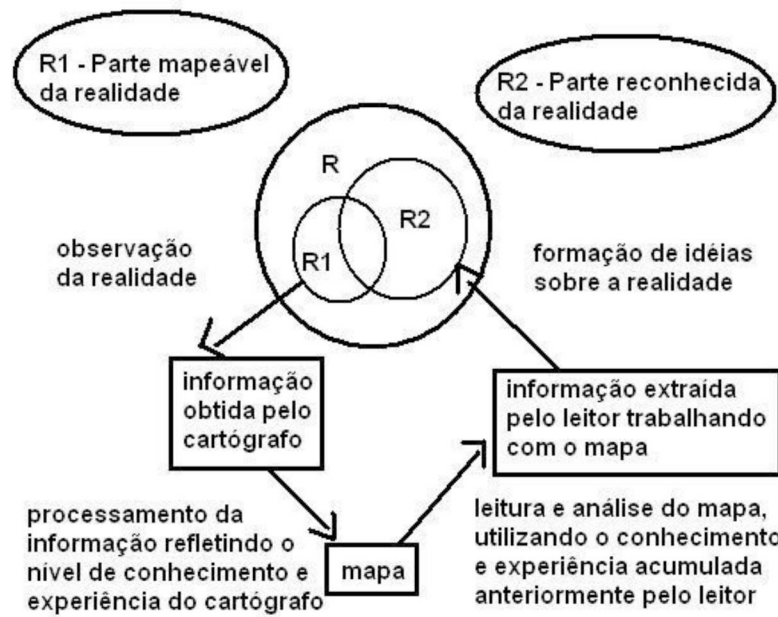 R1 - Parte mapeável
da realidade
R2 - Parte reconhecida
da realidade
R
R2
R1
observação
da realidade
formação de idéias
sobre a realidade
informação
obtida pelo
cartógrafo
informação extraída
pelo leitor trabalhando
com o mapa
processamento da
informação refletindo o
nível de conhecimento e
experiência do cartógrafo
mapa
leitura e análise do mapa,
utilizando o conhecimento
e experiência acumulada
anteriormente pelo leitor